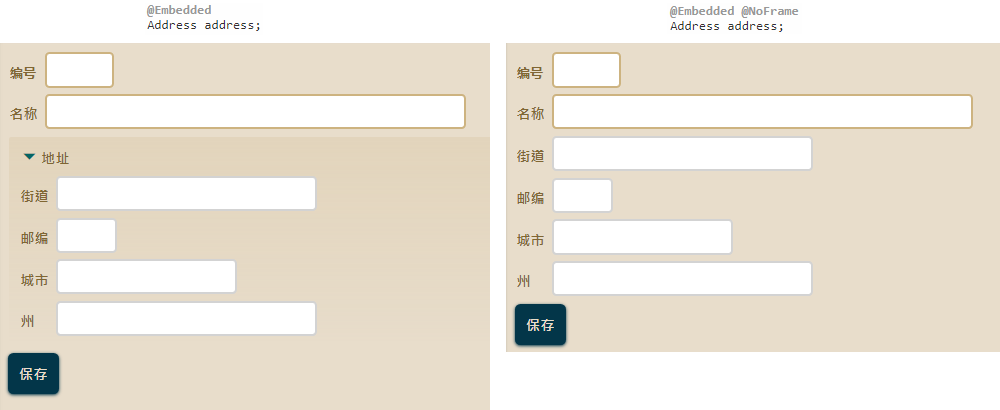 @Embedded
Address address;
编号
名称
地址
街道
邮编
城市
州
保存
@Embedded @NoFrame
Address address;
编号
名称
街道
邮编
城市
州
保存